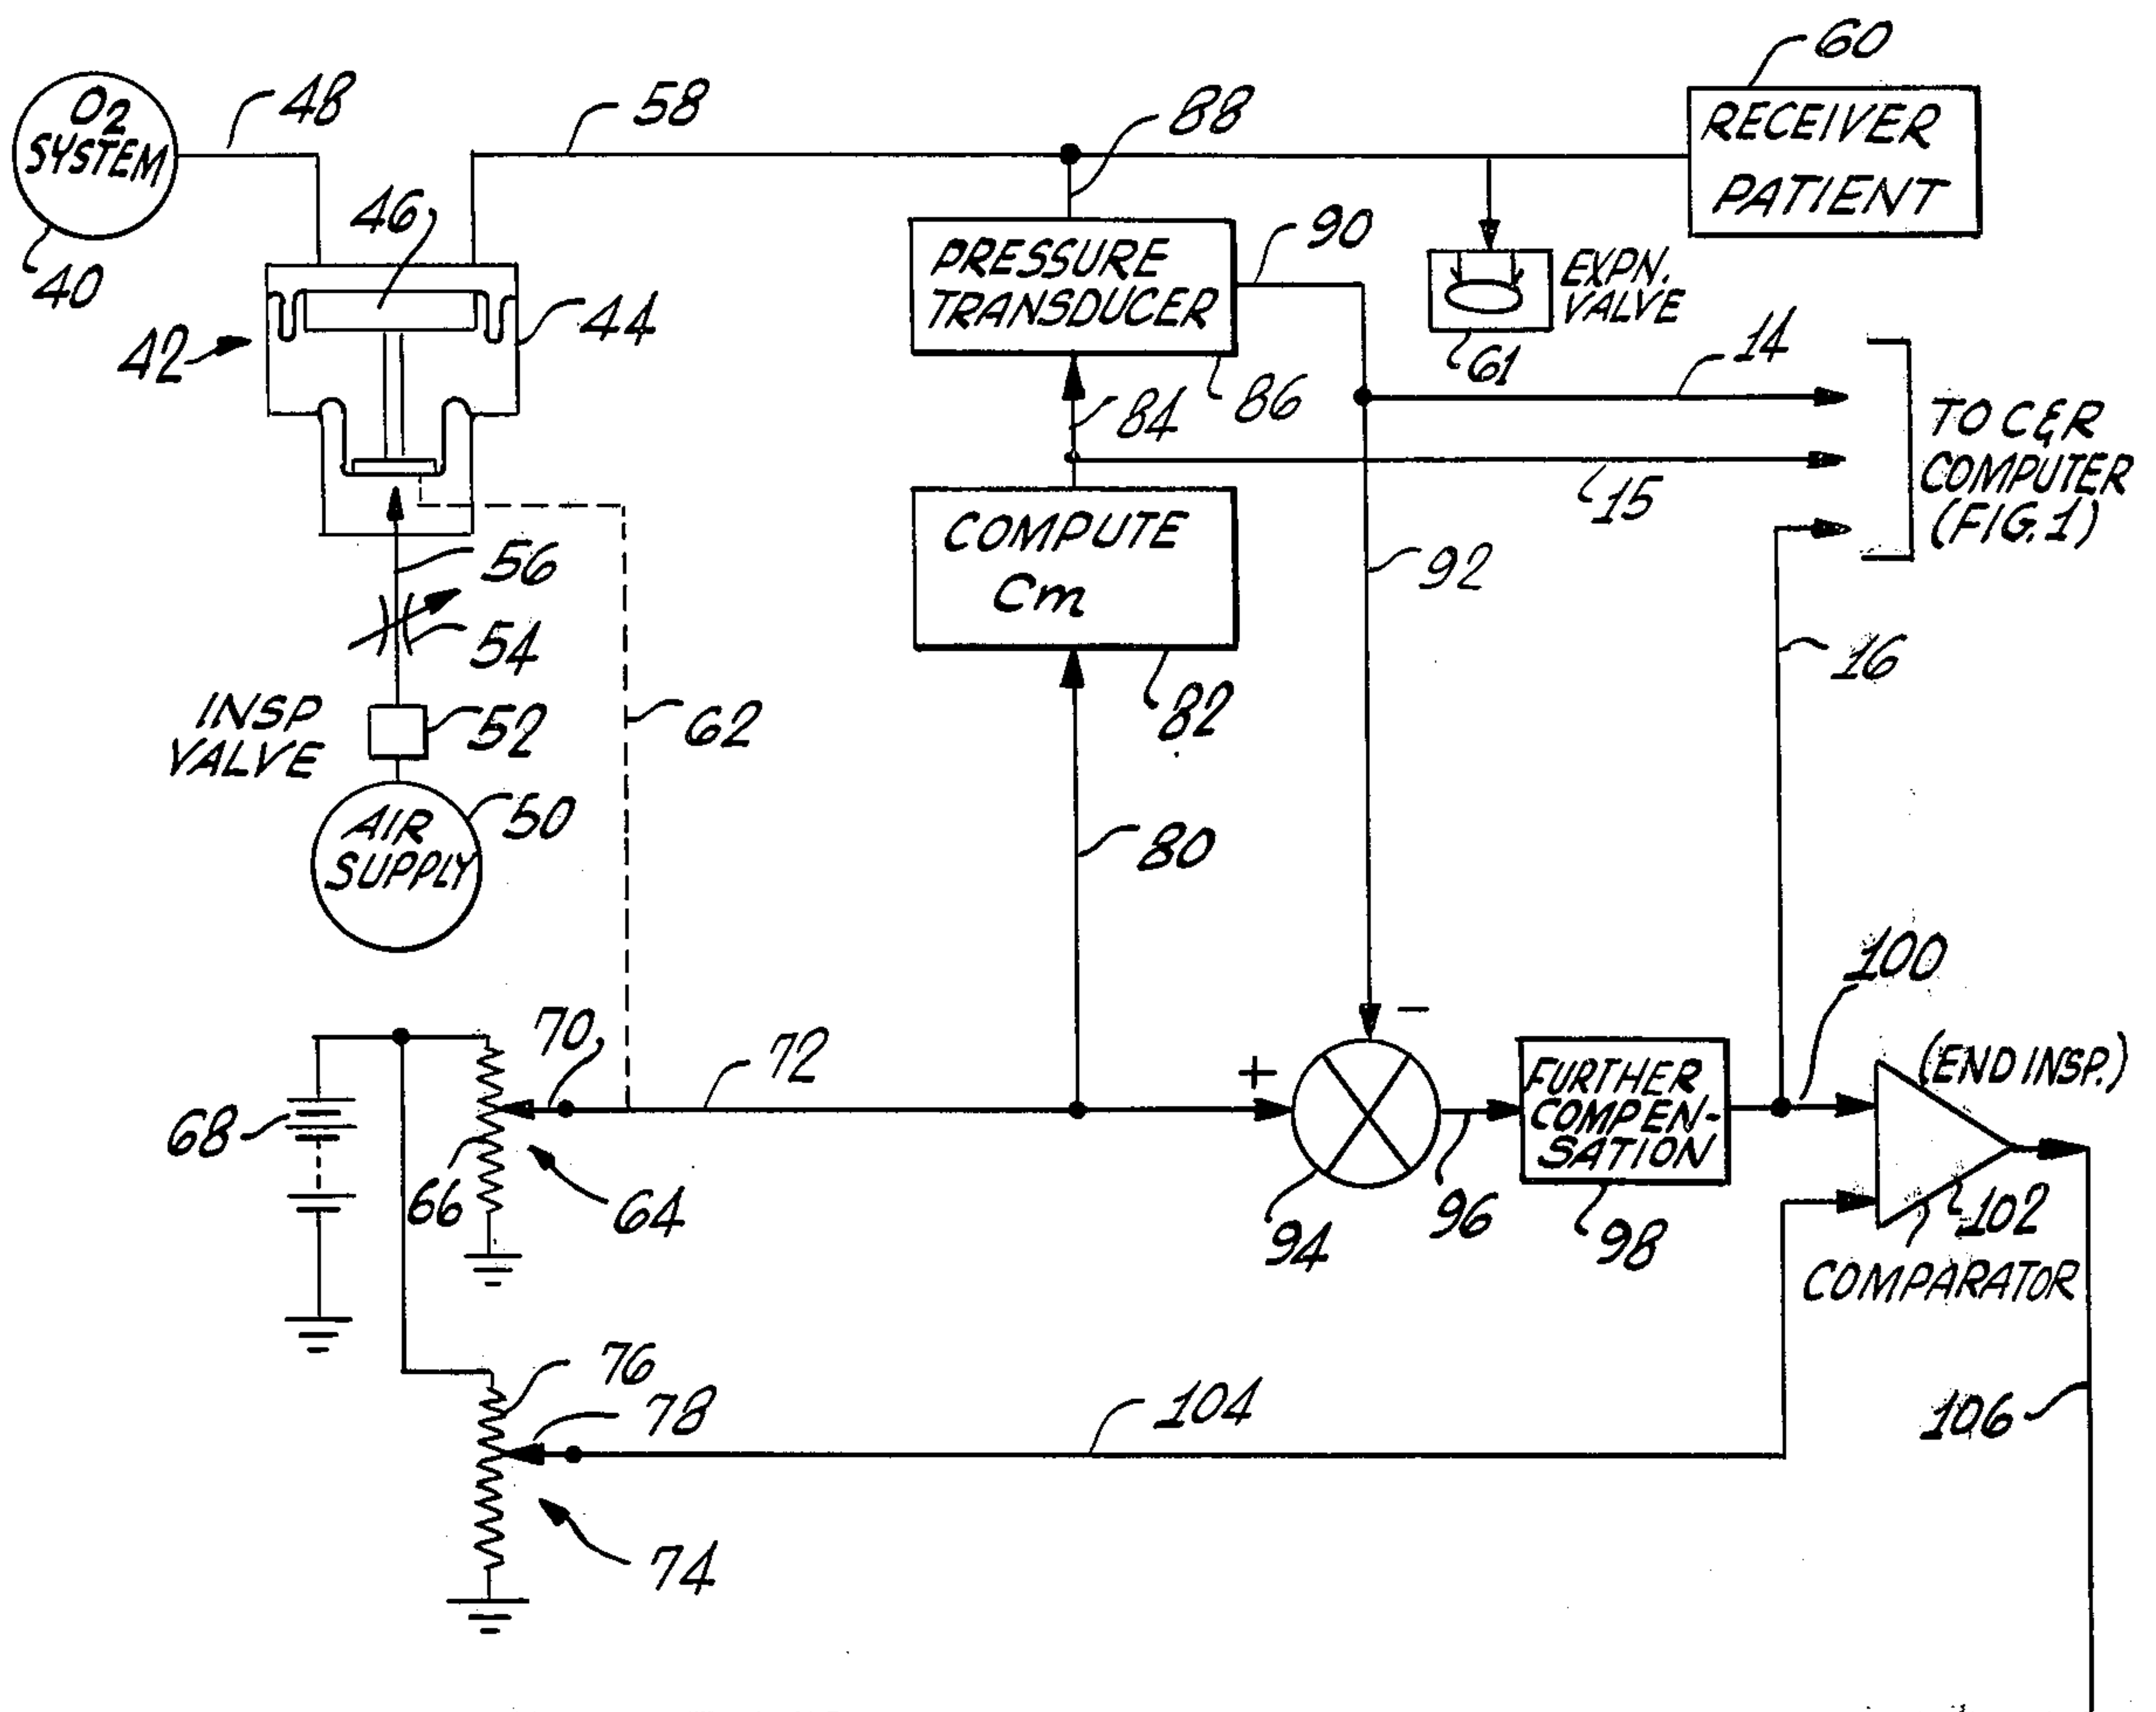 O2
SYSTEM
40
48
58
88
60
RECEIVER
PATIENT
46
42
44
PRESSURE
TRANSDUCER
90
86
EXPN.
VALVE
61
14
84
15
TO C&R
COMPUTER
(FIG. 1)
COMPUTE
Cm
82
92
16
56
54
INSP
VALVE
52
62
AIR
SUPPLY
50
80
100
68
66
70
64
72
+
−
94
96
FURTHER
COMPEN-
SATION
98
(END INSP.)
102
COMPARATOR
76
78
74
104
106